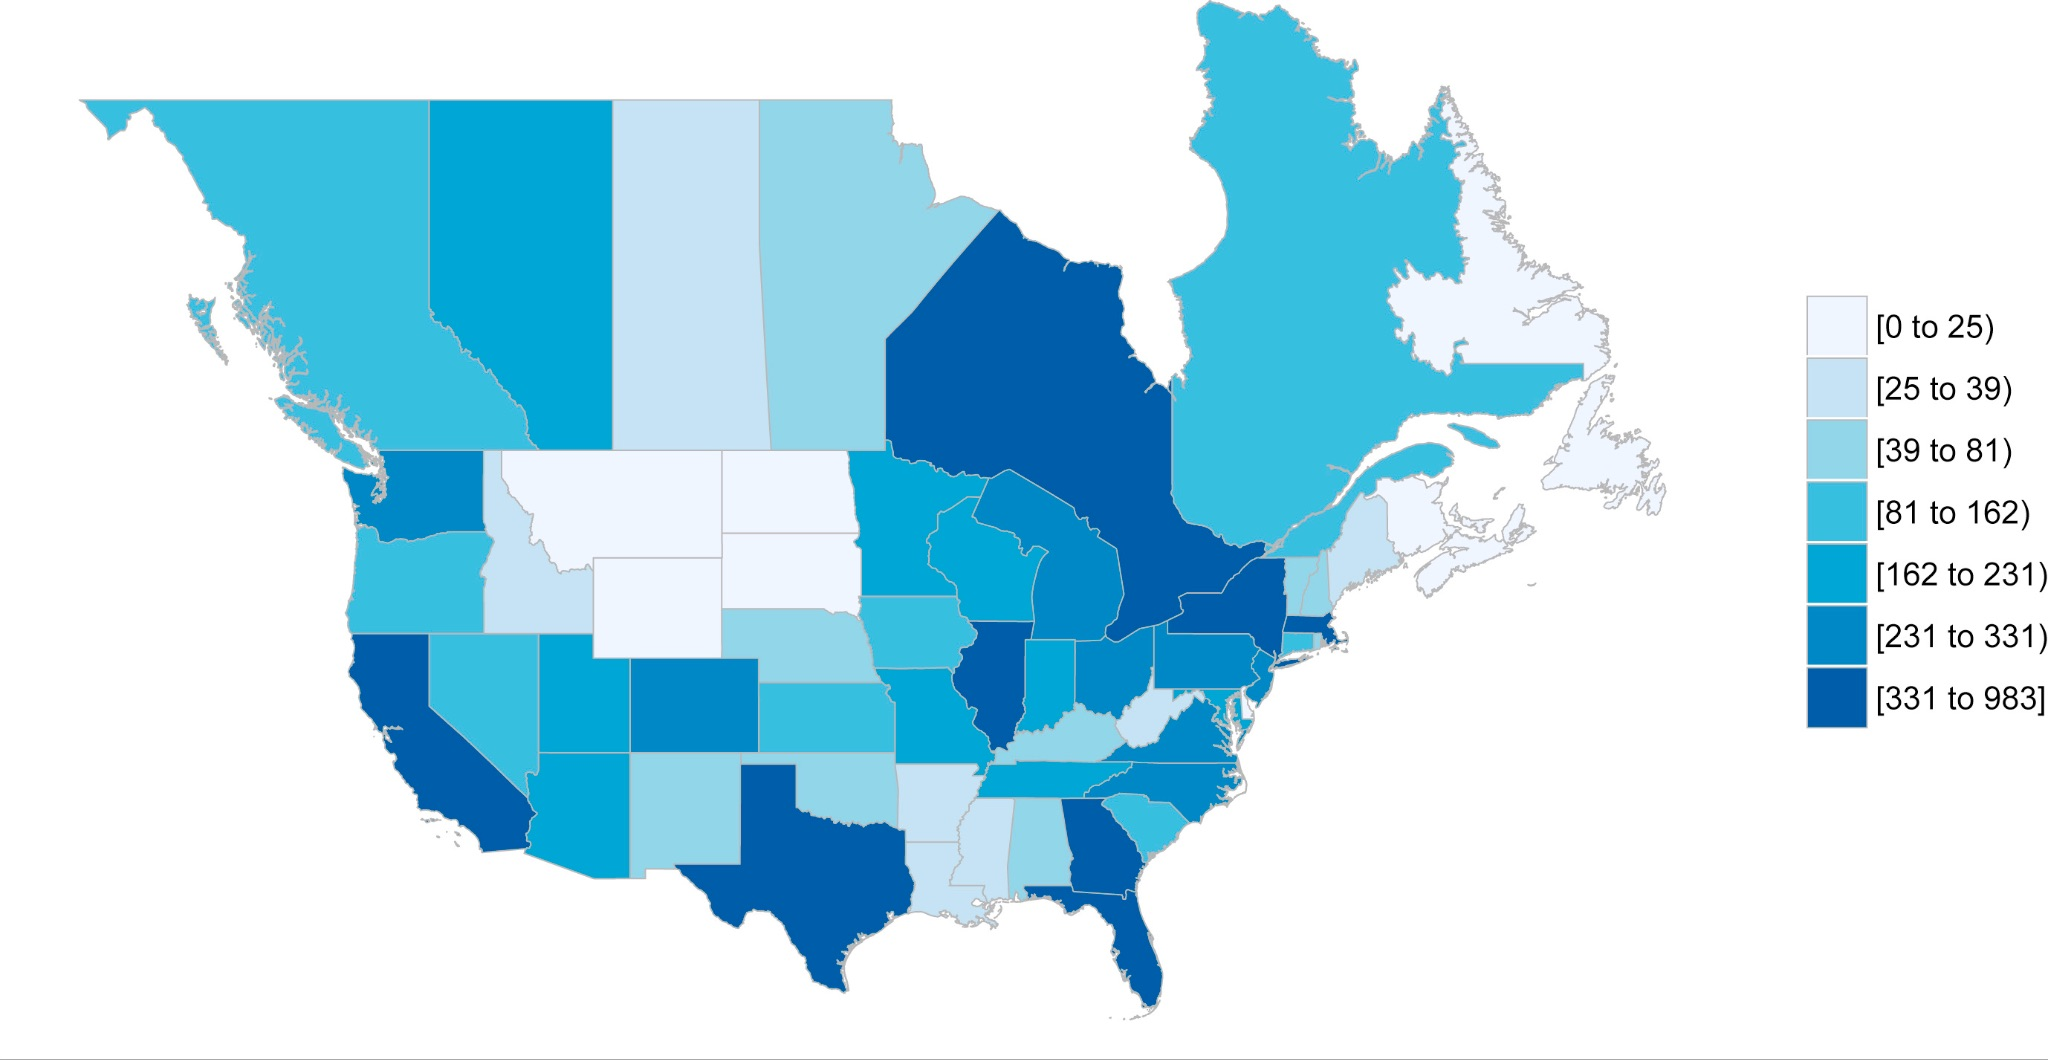 [0 to 25)
[25 to 39)
[39 to 81)
[81 to 162)
[162 to 231)
[231 to 331)
[331 to 983]